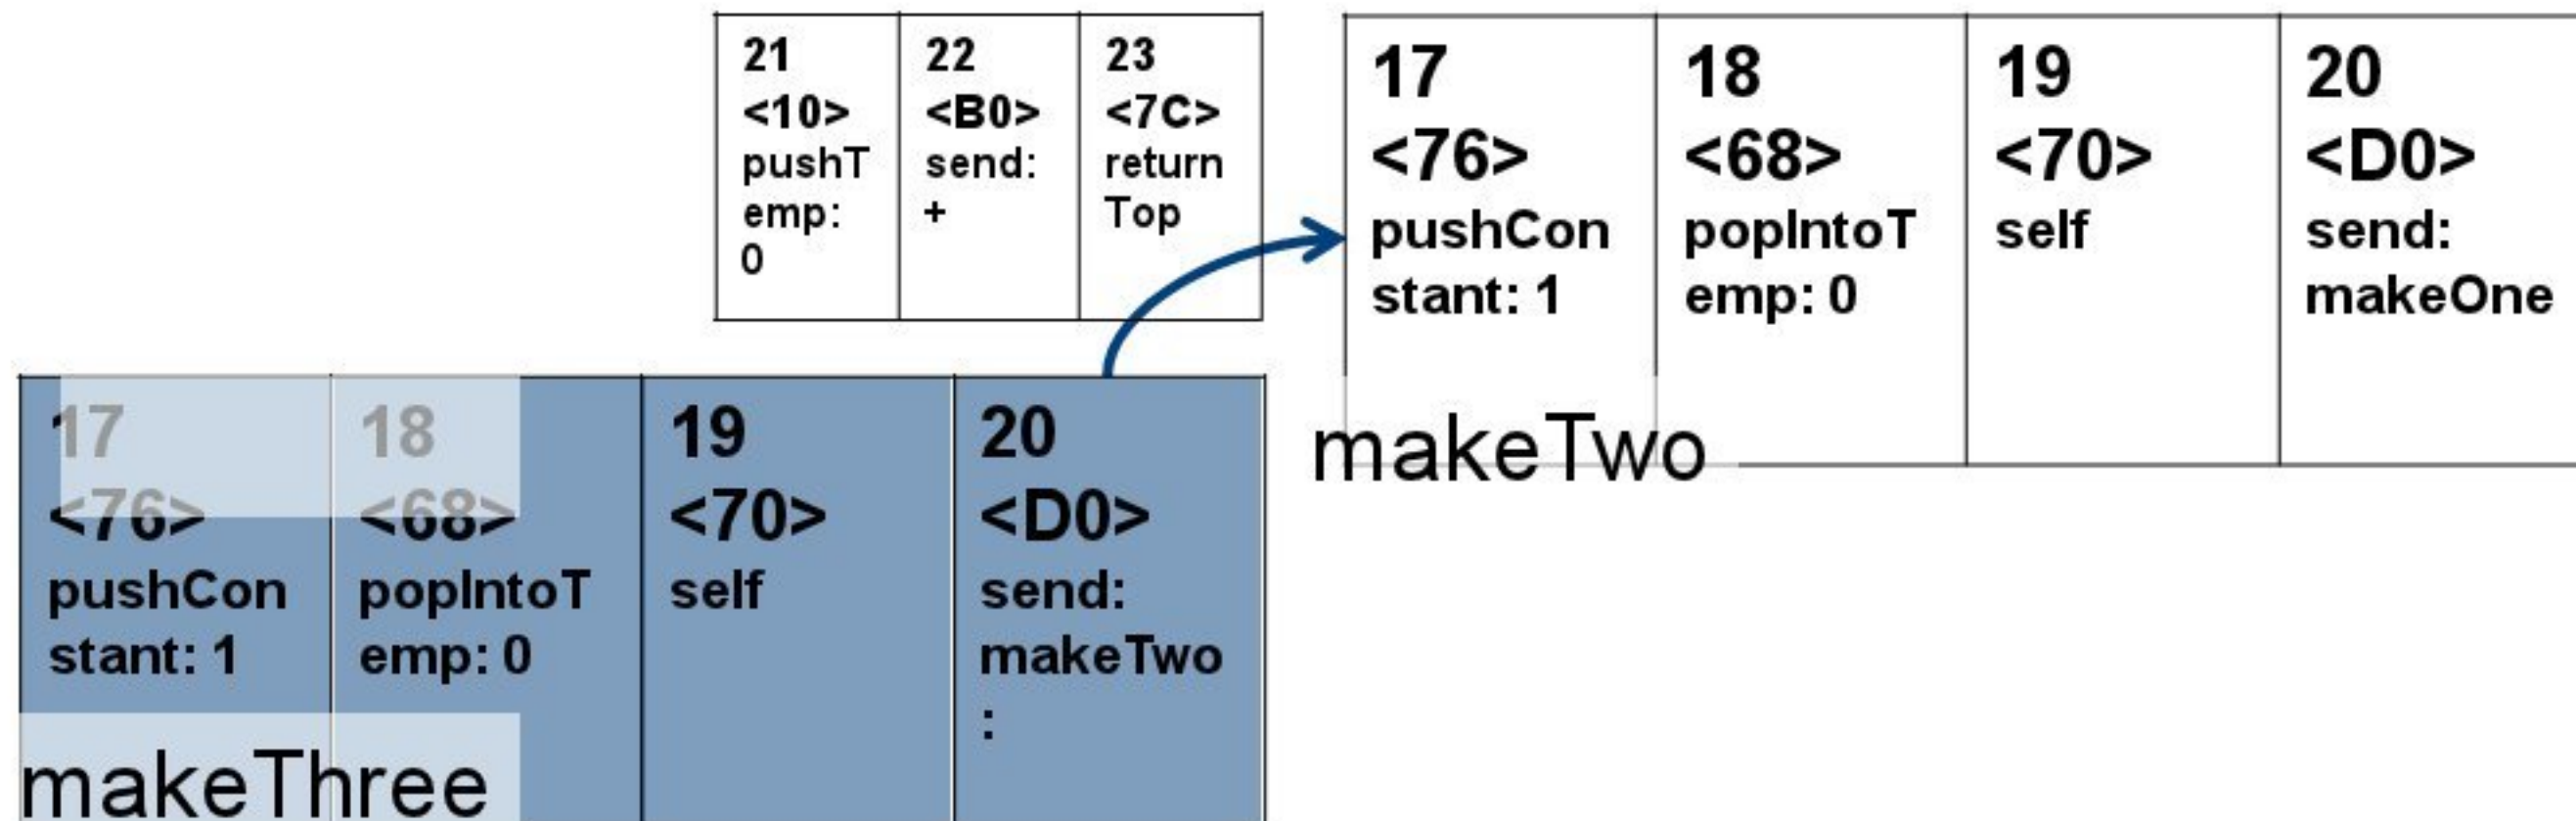 21
<10>
pushT
emp:
0
22
<B0>
send:
+
23
<7C>
return
Top
17
<76>
pushCon
stant: 1
18
<68>
popIntoT
emp: 0
19
<70>
self
20
<D0>
send:
makeOne
makeTwo
17
<76>
pushCon
stant: 1
18
<68>
popIntoT
emp: 0
19
<70>
self
20
<D0>
send:
makeTwo
:
makeThree